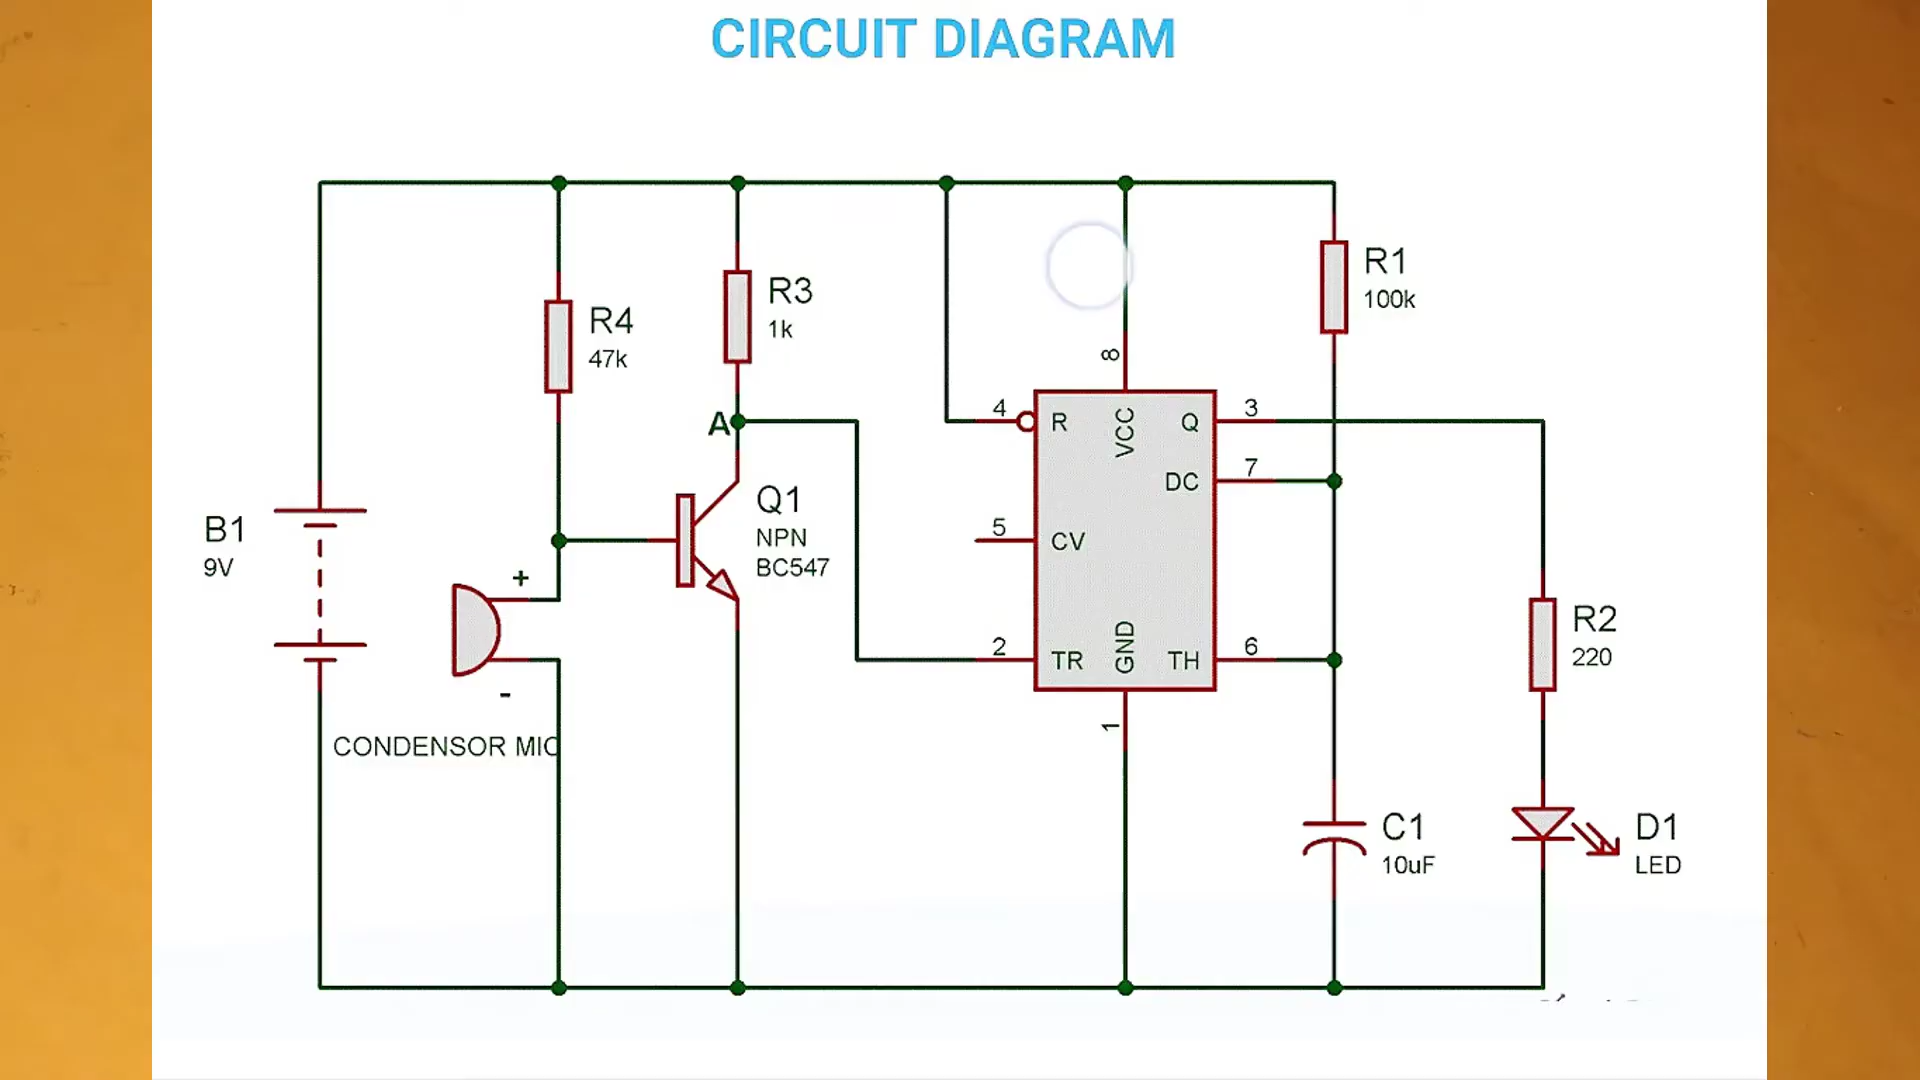 CIRCUIT DIAGRAM
R1
100k
R3
1k
R4
47k
8
4
R
VCC
Q
3
A
DC
7
Q1
NPN
BC547
5
CV
B1
9V
+
-
CONDENSOR MIC
2
TR
GND
TH
6
1
R2
220
C1
10uF
D1
LED